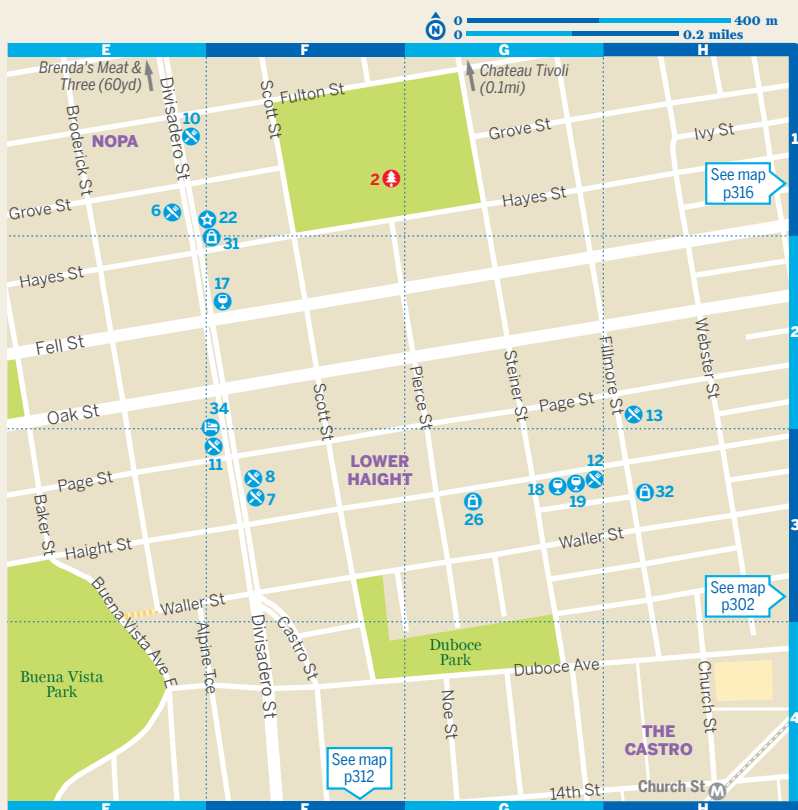 N
0
400 m
0
0.2 miles
E
F
G
H
Brenda's Meat &
Three (60yd)
Chateau Tivoli
(0.1mi)
Divisadero St
Scott St
Fulton St
Broderick St
NOPA
10
Grove St
Ivy St
1
2
See map
p316
Hayes St
Grove St
6
22
31
Hayes St
17
Fell St
2
Webster St
Fillmore St
Steiner St
Pierce St
Scott St
Page St
Oak St
34
13
11
LOWER
HAIGHT
Page St
8
7
12
18
19
32
26
Baker St
3
Haight St
Waller St
See map
p302
Buena Vista Ave E
Waller St
Alpine Tce
Divisadero St
Castro St
Duboce
Park
Duboce Ave
Buena Vista
Park
Noe St
Church St
4
THE
CASTRO
See map
p312
14th St
Church St
M
E
F
G
H